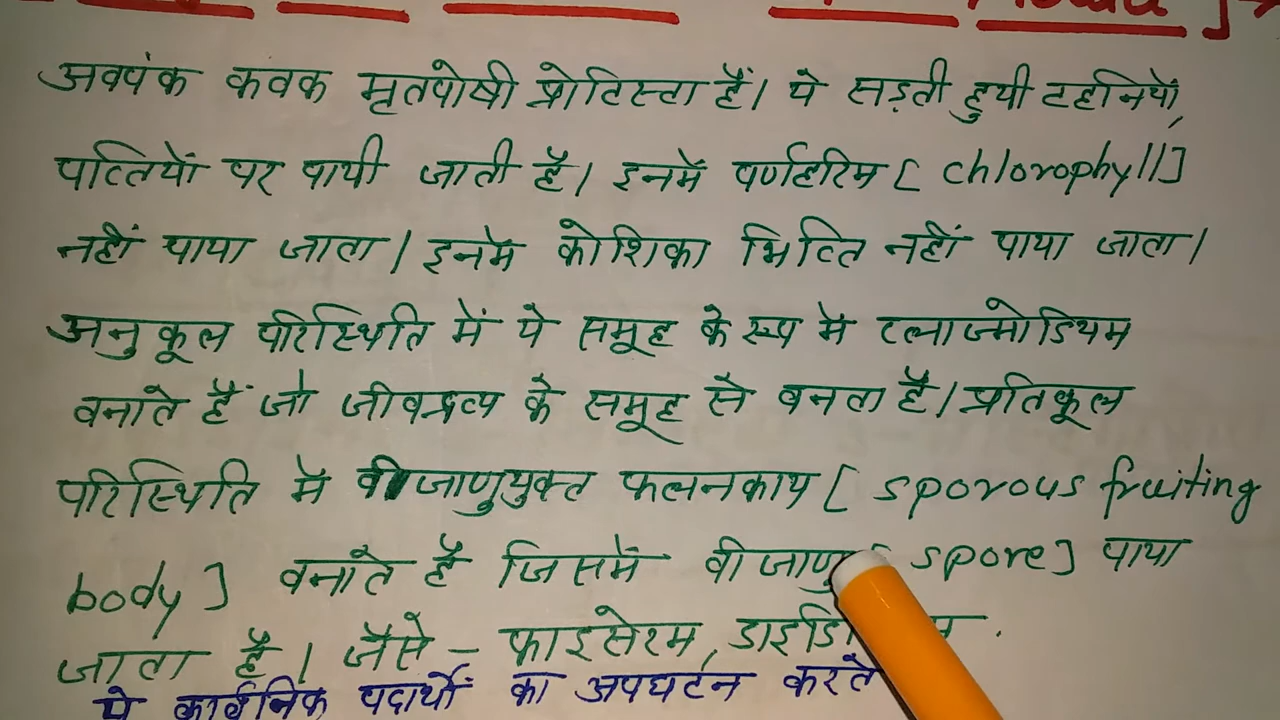 अवपंक कवक मृतपोषी प्रोटिस्टा हैं। ये सड़ती हुयी टहनियों,
पत्तियों पर पायी जाती है। इनमें पर्णहरिम [ chlorophyll]
नहीं पाया जाता। इनमें कोशिका भित्ति नहीं पाया जाता।
अनुकूल परिस्थिति में ये समूह के रूप में प्लाज्मोडियम
बनाते हैं जो जीवद्रव्य के समूह से बनता है। प्रतिकूल
परिस्थिति में बीजाणुयुक्त फलनकाय [ sporous fruiting
body ] बनाते है जिसमें बीजाणु [ spore] पाया
जाता है। जैसे – फाइसेरम,
ये कार्बनिक पदार्थों का अपघटन करते